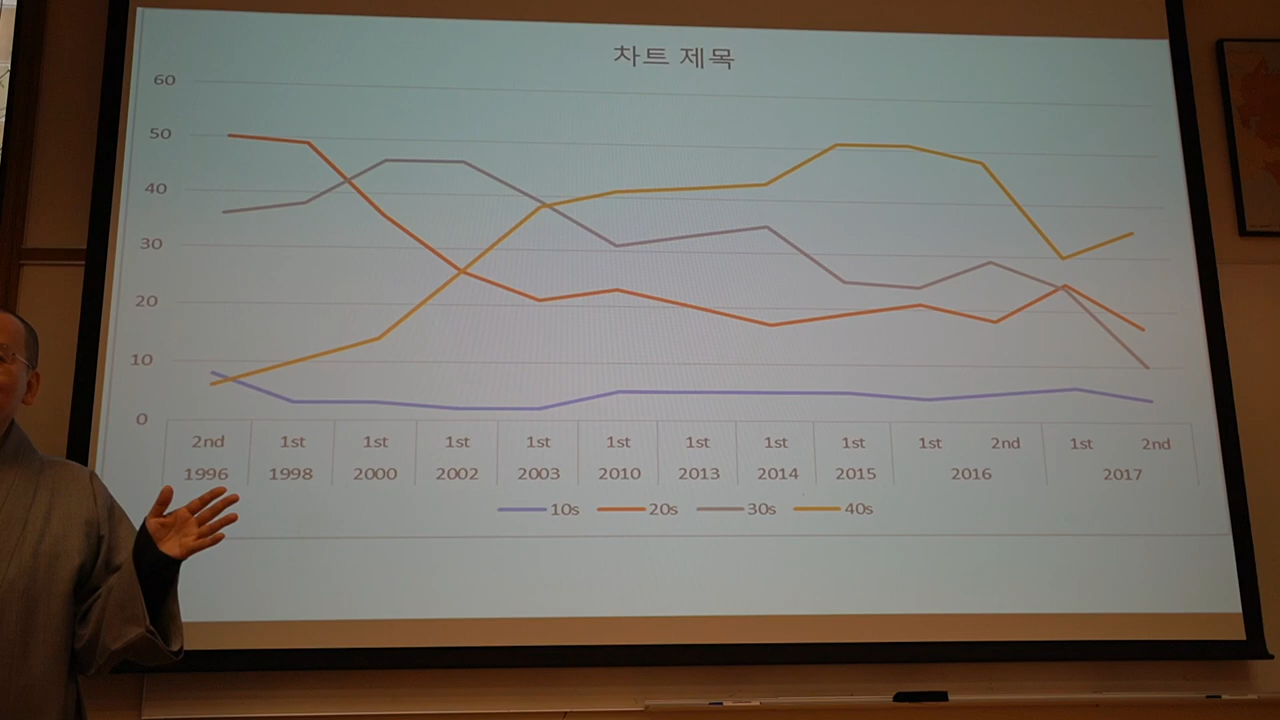 차트 제목
60
50
40
30
20
10
0
2nd 1st 1st 1st 1st 1st 1st 1st 1st 1st 2nd 1st 2nd
1996 1998 2000 2002 2003 2010 2013 2014 2015 2016 2017
10s 20s 30s 40s